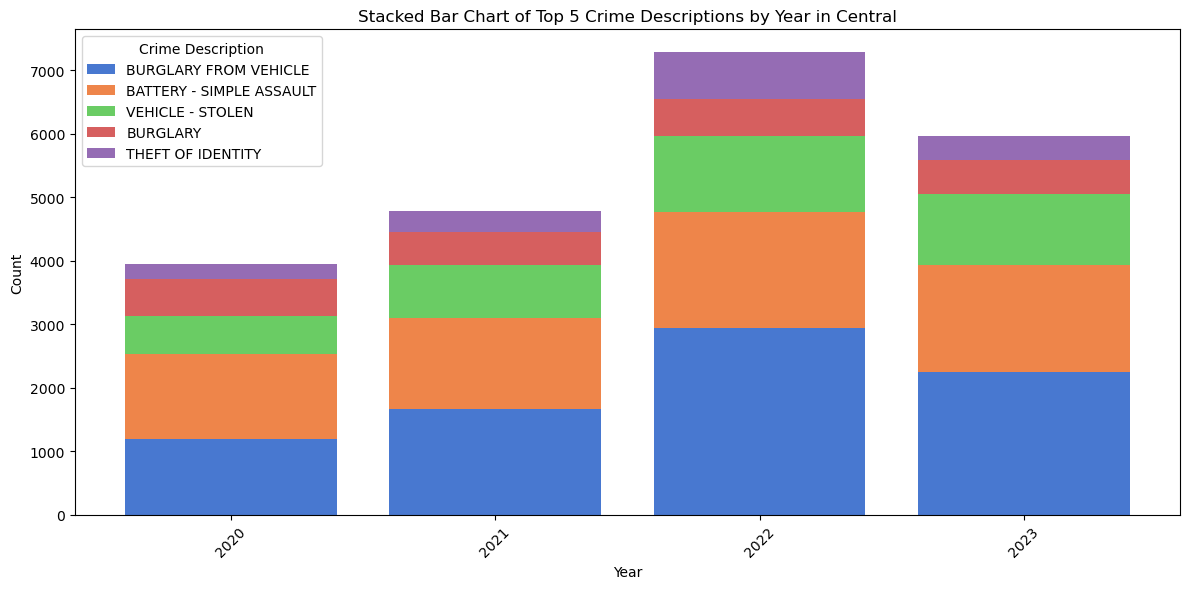 Stacked Bar Chart of Top 5 Crime Descriptions by Year in Central
Crime Description
BURGLARY FROM VEHICLE
BATTERY - SIMPLE ASSAULT
VEHICLE - STOLEN
BURGLARY
THEFT OF IDENTITY
7000
6000
5000
4000
3000
2000
1000
0
Count
2020
2021
2022
2023
Year